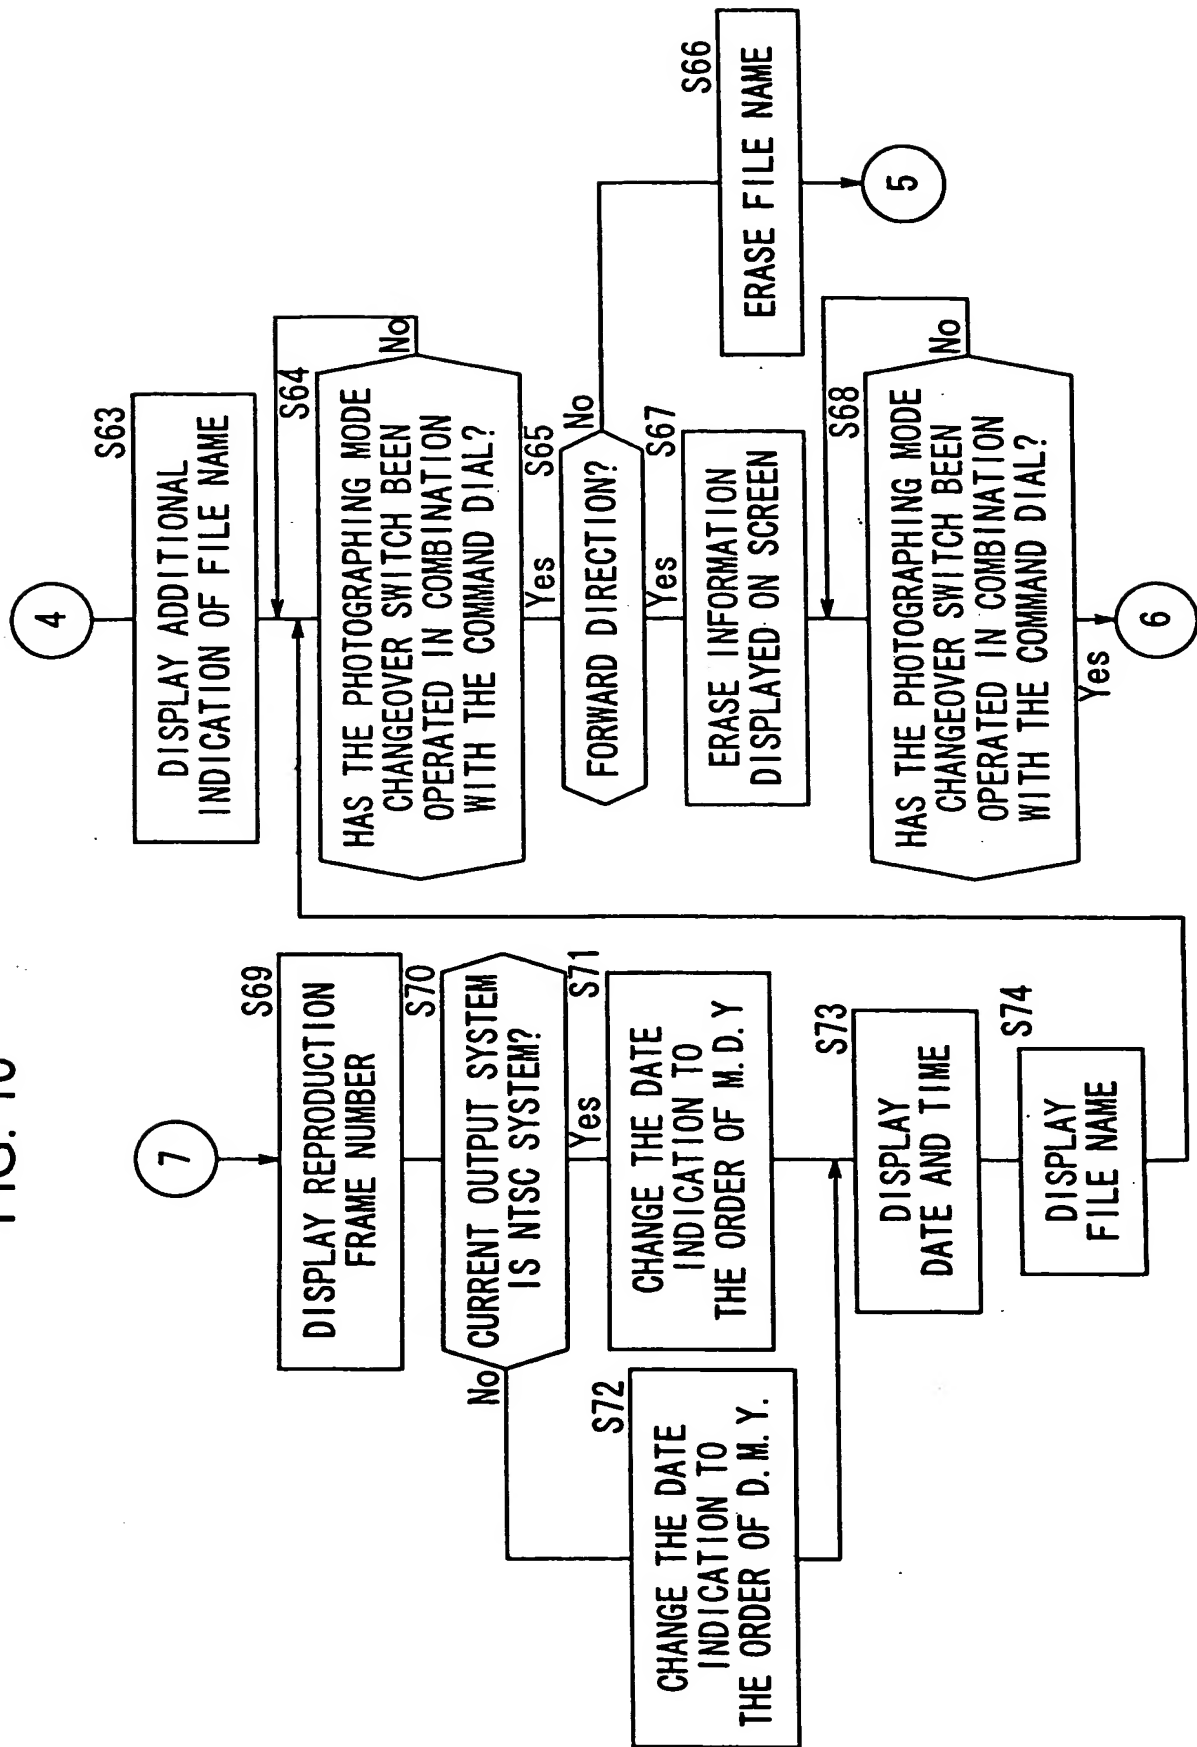 FIG.
7
S69
DISPLAY REPRODUCTION
FRAME NUMBER
S70
CURRENT OUTPUT SYSTEM
IS NTSC SYSTEM?
No
Yes
S71
CHANGE THE DATE
INDICATION TO
THE ORDER OF M.D.Y
S72
CHANGE THE DATE
INDICATION TO
THE ORDER OF D.M.Y.
S73
DISPLAY
DATE AND TIME
S74
DISPLAY
FILE NAME
4
S63
DISPLAY ADDITIONAL
INDICATION OF FILE NAME
S64
HAS THE PHOTOGRAPHING MODE
CHANGEOVER SWITCH BEEN
OPERATED IN COMBINATION
WITH THE COMMAND DIAL?
No
Yes
S65
FORWARD DIRECTION?
No
Yes
S66
ERASE FILE NAME
5
S67
ERASE INFORMATION
DISPLAYED ON SCREEN
S68
HAS THE PHOTOGRAPHING MODE
CHANGEOVER SWITCH BEEN
OPERATED IN COMBINATION
WITH THE COMMAND DIAL?
No
Yes
6